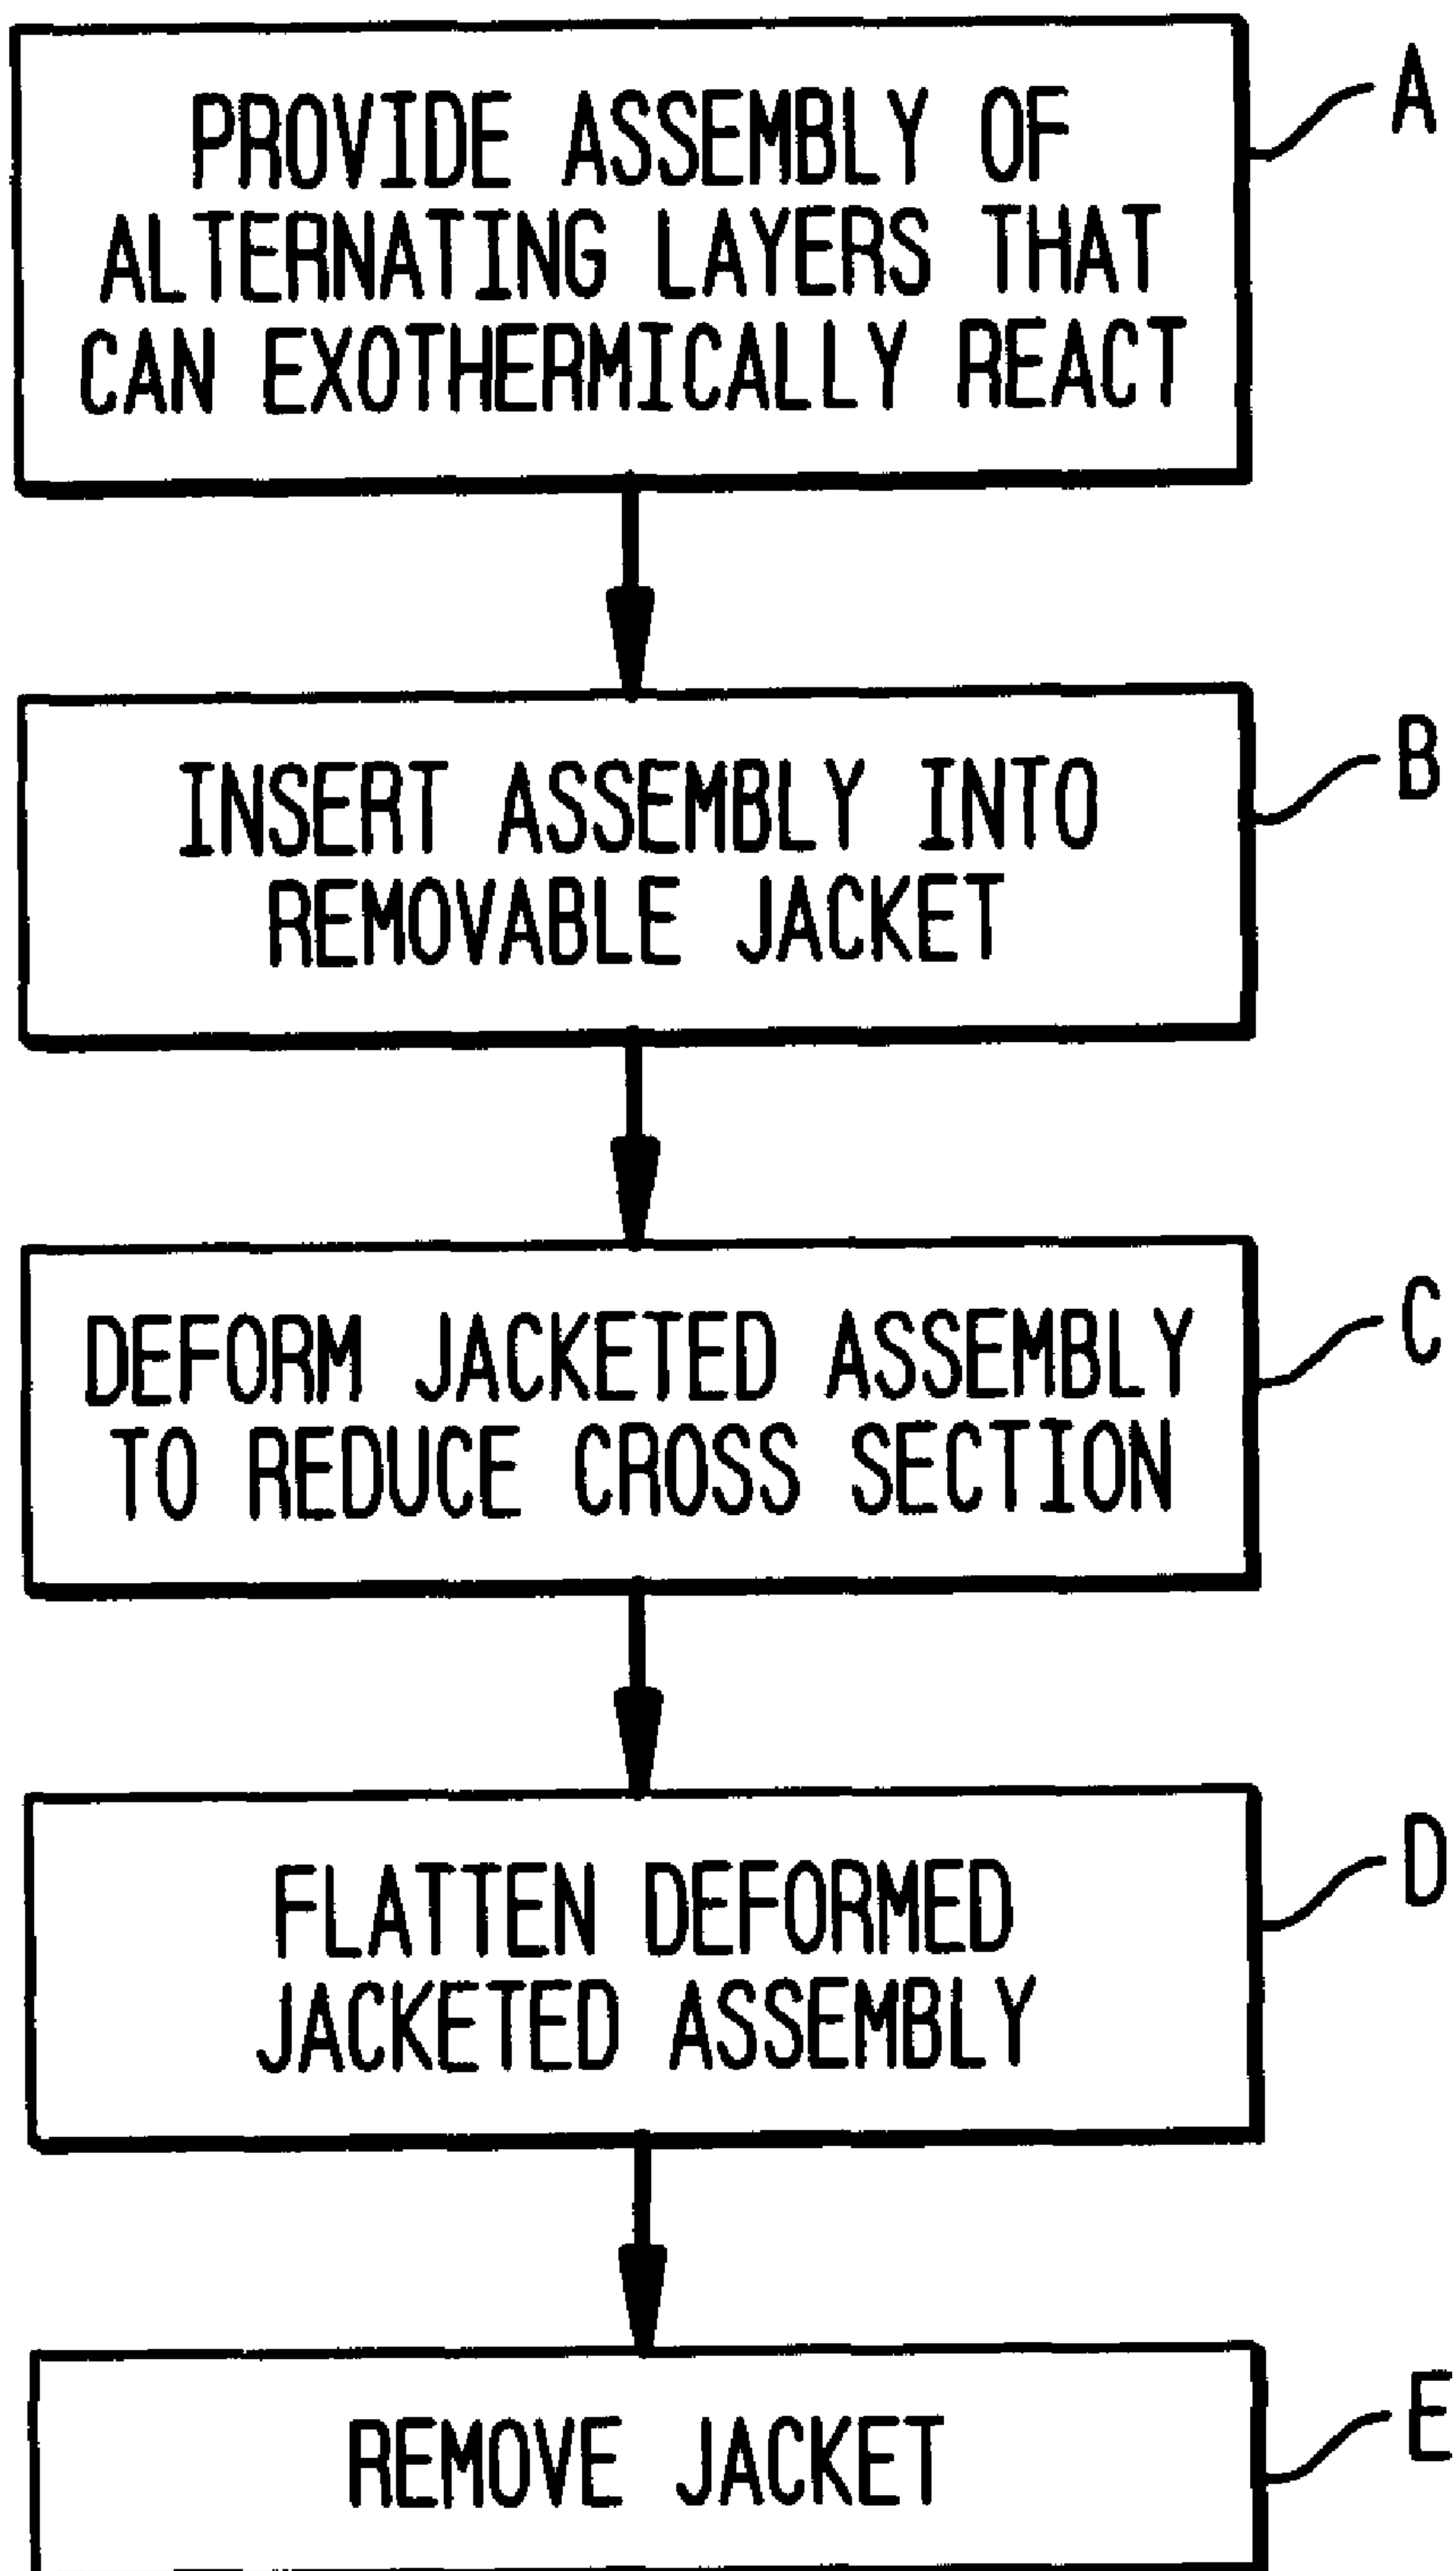 PROVIDE ASSEMBLY OF
ALTERNATING LAYERS THAT
CAN EXOTHERMICALLY REACT
A
INSERT ASSEMBLY INTO
REMOVABLE JACKET
B
DEFORM JACKETED ASSEMBLY
TO REDUCE CROSS SECTION
C
FLATTEN DEFORMED
JACKETED ASSEMBLY
D
REMOVE JACKET
E